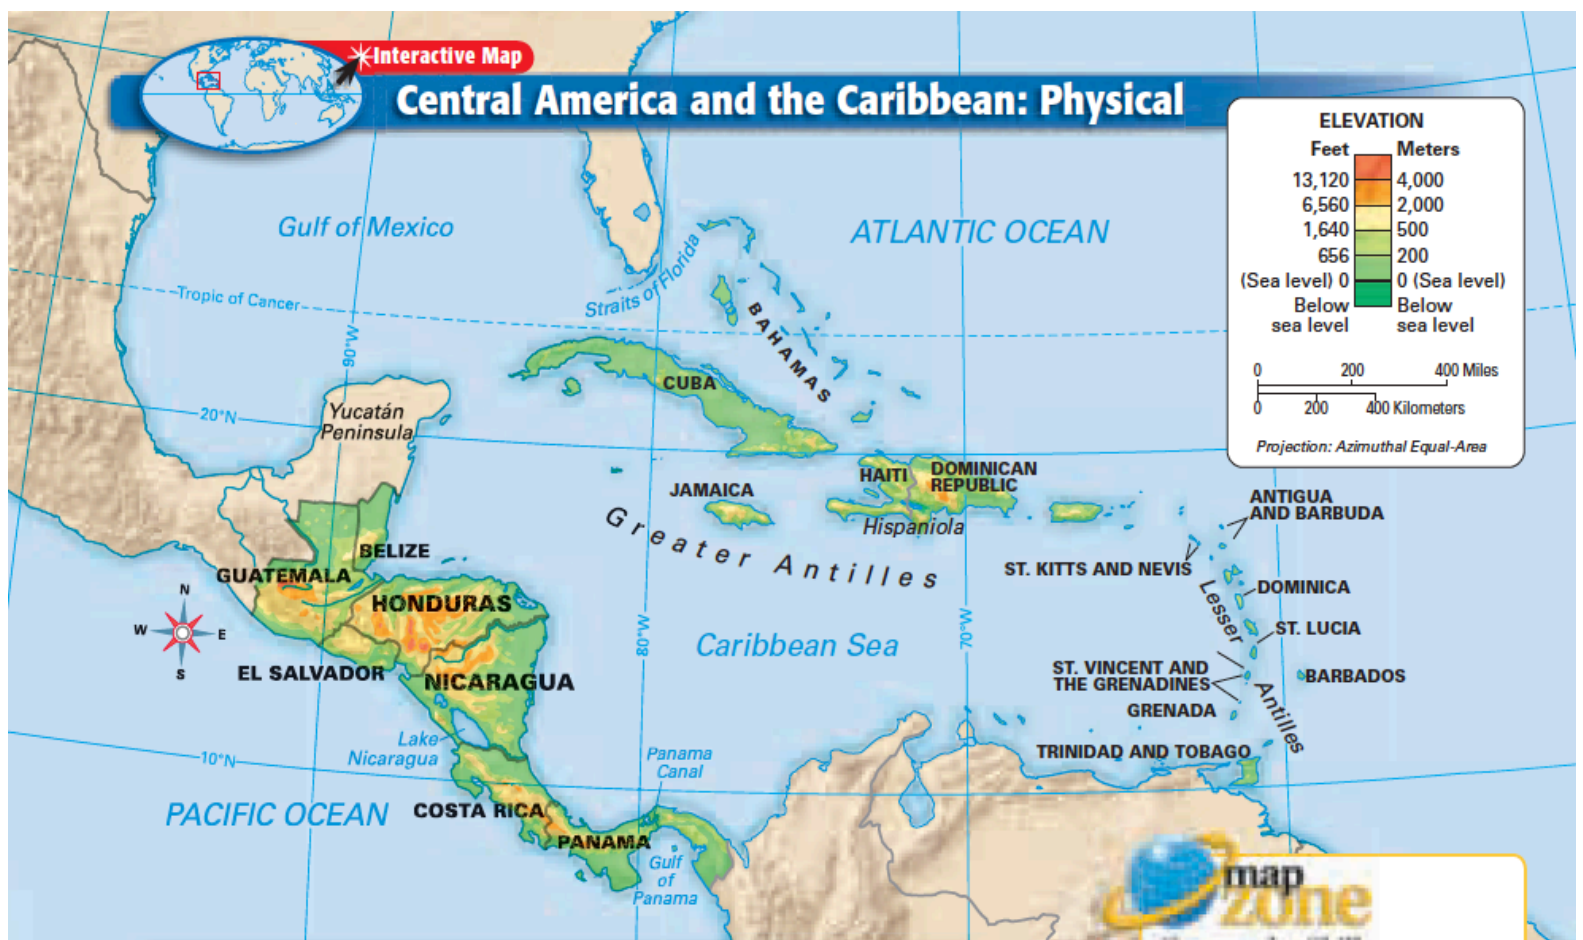 Interactive Map
Central America and the Caribbean: Physical
ELEVATION
Feet Meters
13,120 4,000
6,560 2,000
1,640 500
656 200
(Sea level) 0 0 (Sea level)
Below Below
sea level sea level
0 200 400 Miles
0 200 400 Kilometers
Projection: Azimuthal Equal-Area
Gulf of Mexico
ATLANTIC OCEAN
Straits of Florida
Tropic of Cancer
BAHAMAS
90°W
CUBA
20°N
Yucatán
Peninsula
HAITI
DOMINICAN
REPUBLIC
JAMAICA
Hispaniola
Greater Antilles
ANTIGUA
AND BARBUDA
BELIZE
GUATEMALA
ST. KITTS AND NEVIS
HONDURAS
DOMINICA
Lesser
Antilles
N
W E
S
80°W
70°W
Caribbean Sea
ST. LUCIA
EL SALVADOR
NICARAGUA
ST. VINCENT AND
THE GRENADINES
BARBADOS
GRENADA
Lake
Nicaragua
10°N
Panama
Canal
TRINIDAD AND TOBAGO
PACIFIC OCEAN
COSTA RICA
PANAMA
Gulf
of
Panama
map
zone